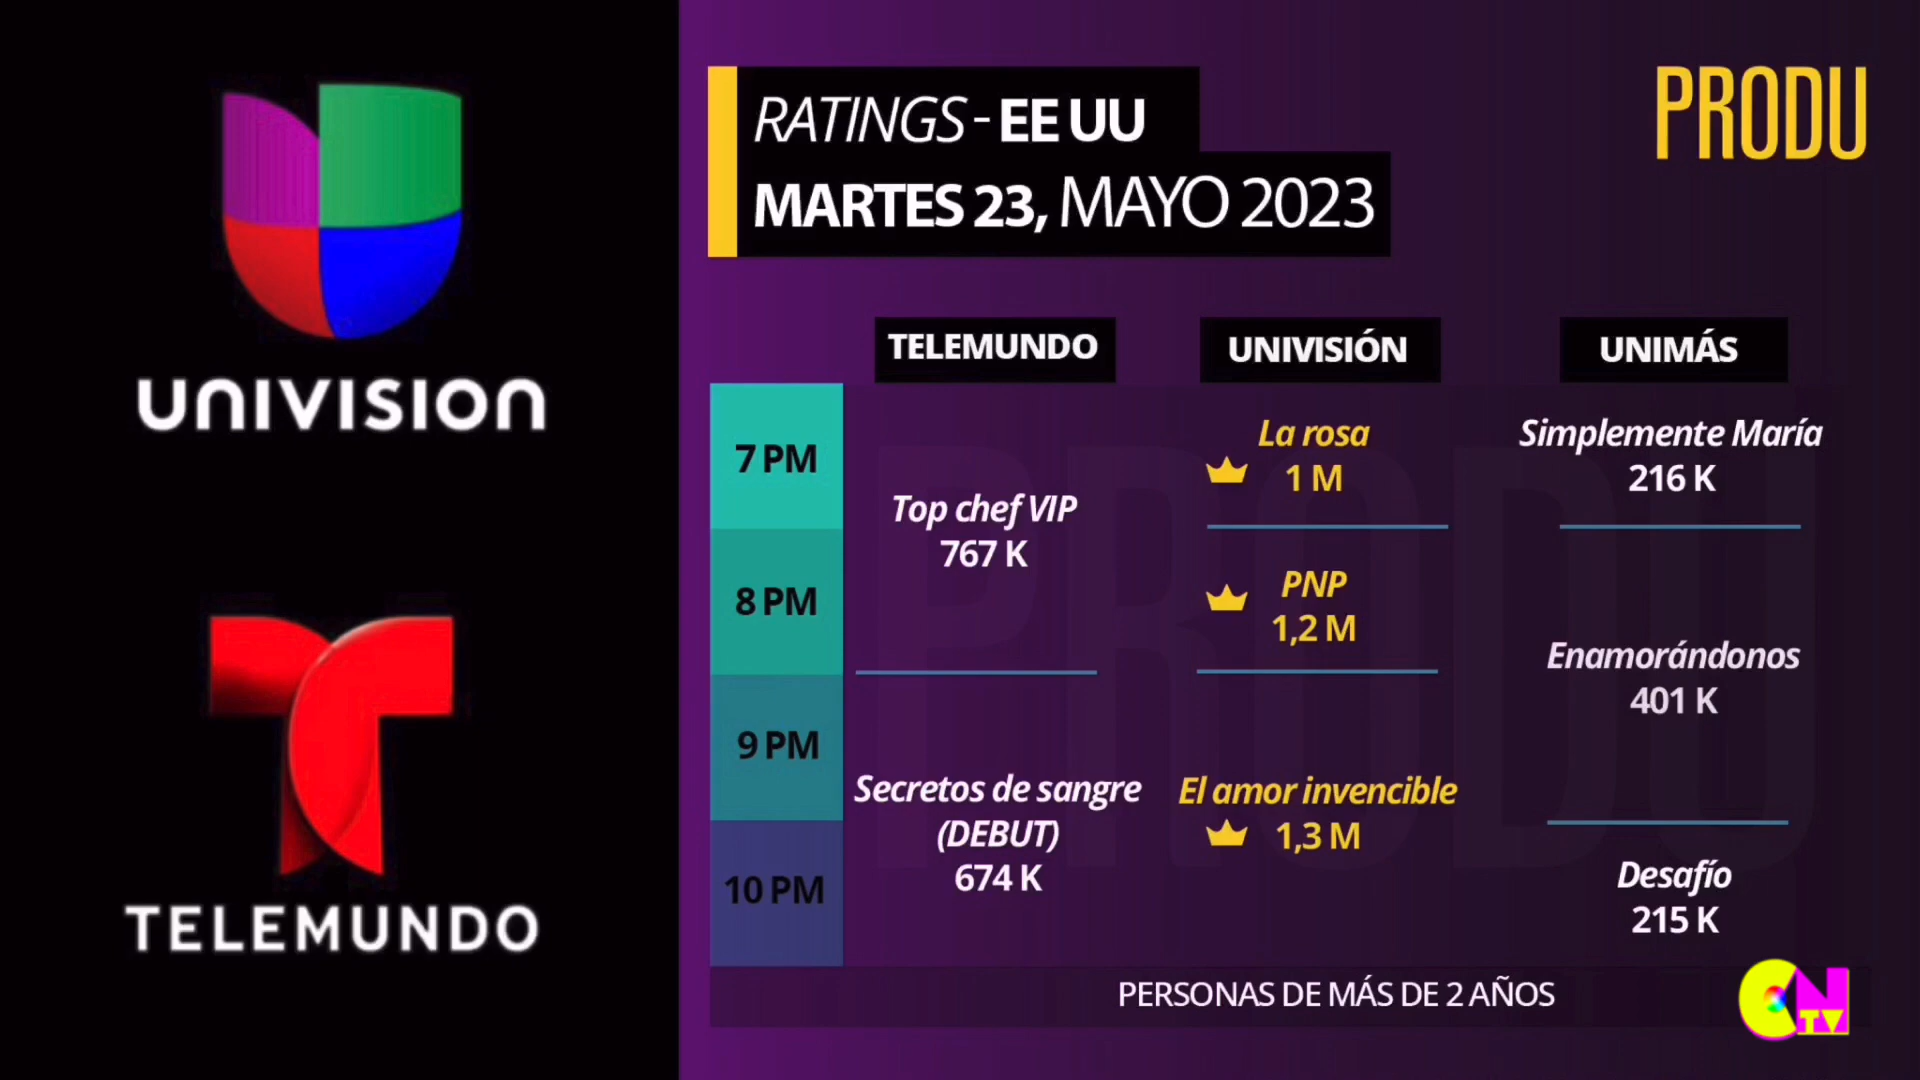 UNIVISION
TELEMUNDO
RATINGS - EE UU
MARTES 23, MAYO 2023
PRODU
TELEMUNDO
UNIVISIÓN
UNIMÁS
7 PM
8 PM
9 PM
10 PM
Top chef VIP
767 K
Secretos de sangre
(DEBUT)
674 K
La rosa
1 M
PNP
1,2 M
El amor invencible
1,3 M
Simplemente María
216 K
Enamorándonos
401 K
Desafío
215 K
PERSONAS DE MÁS DE 2 AÑOS
CNTV
PRODU